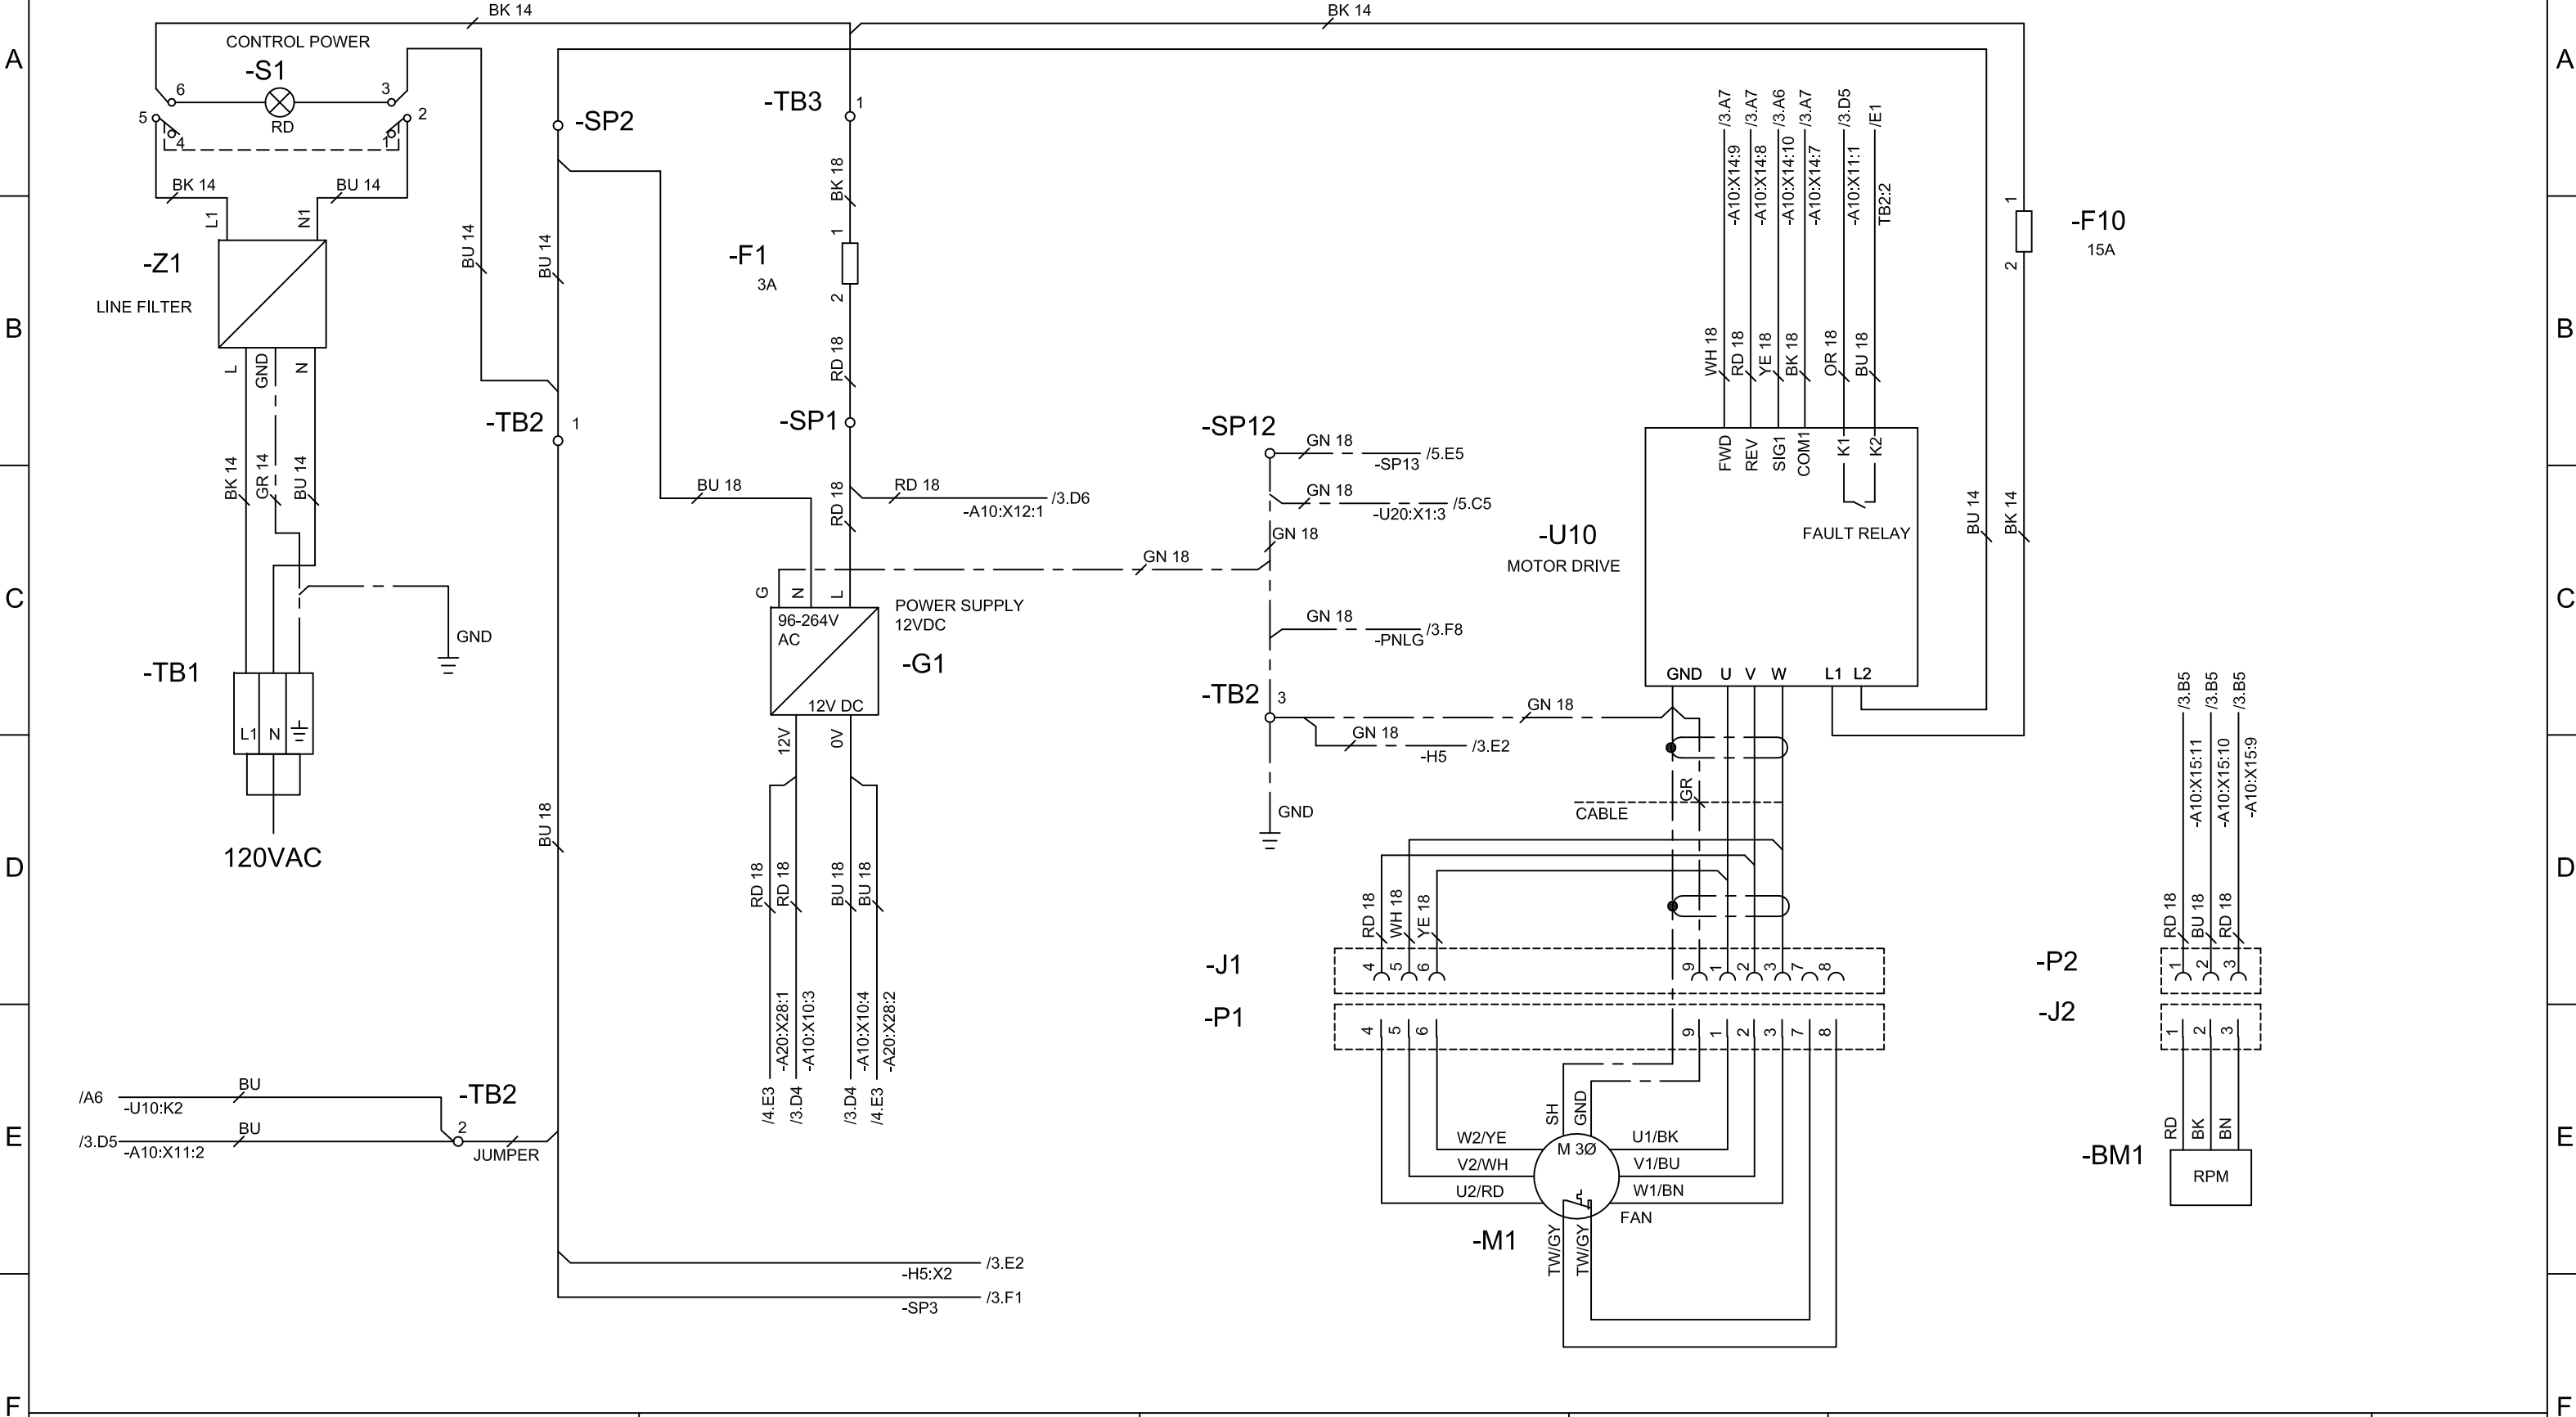 BK 14
BK 14
A
A
CONTROL POWER
-S1
6
3
5
2
4
1
RD
BK 14
BU 14
L1
N1
-Z1
LINE FILTER
L
GND
N
BK 14
GR 14
BU 14
GND
-TB1
L1
N
120VAC
BU 14
BU 14
-SP2
-TB2
1
BU 18
-TB3
1
BK 18
1
-F1
3A
2
RD 18
-SP1
RD 18
RD 18
-A10:X12:1
/3.D6
BU 18
G
N
L
96-264V
AC
12V DC
POWER SUPPLY
12VDC
-G1
12V
0V
RD 18
RD 18
BU 18
BU 18
-A20:X28:1
-A10:X10:3
-A10:X10:4
-A20:X28:2
/4.E3
/3.D4
/3.D4
/4.E3
B
B
C
C
D
D
E
E
F
F
/A6
BU
-U10:K2
/3.D5
BU
-A10:X11:2
-TB2
2
JUMPER
-H5:X2
/3.E2
-SP3
/3.F1
-SP12
GN 18
-SP13
/5.E5
GN 18
-U20:X1:3
/5.C5
GN 18
GN 18
GN 18
-PNLG
/3.F8
-TB2
3
GN 18
GN 18
-H5
/3.E2
GND
/3.A7
/3.A7
/3.A6
/3.A7
/3.D5
/E1
-A10:X14:9
-A10:X14:8
-A10:X14:10
-A10:X14:7
-A10:X11:1
TB2:2
WH 18
RD 18
YE 18
BK 18
OR 18
BU 18
FWD
REV
SIG1
COM1
K1
K2
FAULT RELAY
-U10
MOTOR DRIVE
GND
U
V
W
L1
L2
1
-F10
15A
2
BU 14
BK 14
GR
CABLE
RD 18
WH 18
YE 18
-J1
4
5
6
9
1
2
3
7
8
-P1
4
5
6
9
1
2
3
7
8
SH
GND
W2/YE
V2/WH
U2/RD
M 3Ø
U1/BK
V1/BU
W1/BN
FAN
-M1
TW/GY
TW/GY
/3.B5
/3.B5
/3.B5
-A10:X15:11
-A10:X15:10
-A10:X15:9
RD 18
BU 18
RD 18
-P2
1
2
3
-J2
1
2
3
RD
BK
BN
-BM1
RPM